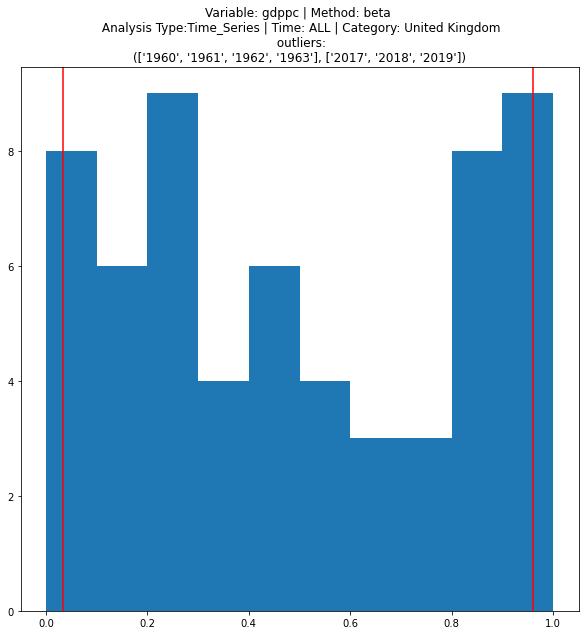 Variable: gdppc | Method: beta
Analysis Type:Time_Series | Time: ALL | Category: United Kingdom
outliers:
(['1960', '1961', '1962', '1963'], ['2017', '2018', '2019'])
8
6
4
2
0
0.0 0.2 0.4 0.6 0.8 1.0